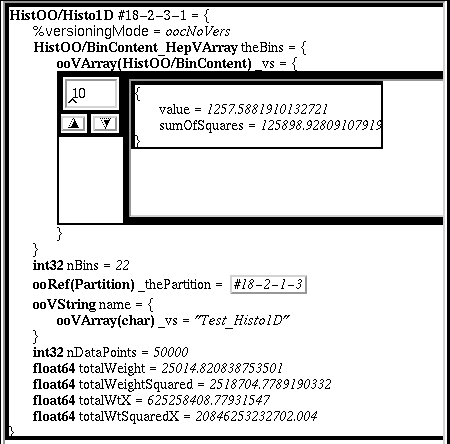 HistOO/Histo1D #18-2-3-1 = {
%versioningMode = oocNoVers
HistOO/BinContent_HepVArray theBins = {
ooVArray(HistOO/BinContent) _vs = {
10
{
value = 1257.5881910132721
sumOfSquares = 125898.92809107919
}
}
}
int32 nBins = 22
ooRef(Partition) _thePartition = #18-2-1-3
ooVString name = {
ooVArray(char) _vs = "Test_Histo1D"
}
int32 nDataPoints = 50000
float64 totalWeight = 25014.820838753501
float64 totalWeightSquared = 2518704.7789190332
float64 totalWtX = 625258408.77931547
float64 totalWtSquaredX = 20846253232702.004
}